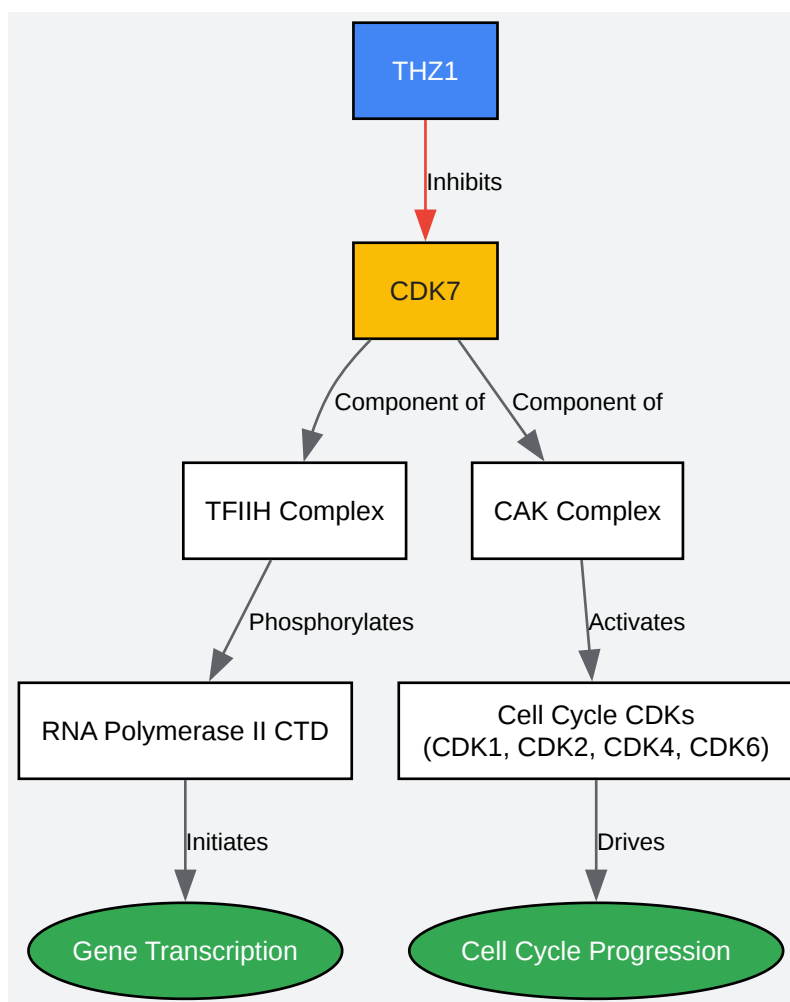 THZ1
Inhibits
CDK7
Component of
Component of
TFIIH Complex
CAK Complex
Phosphorylates
Activates
RNA Polymerase II CTD
Cell Cycle CDKs
(CDK1, CDK2, CDK4, CDK6)
Initiates
Drives
Gene Transcription
Cell Cycle Progression